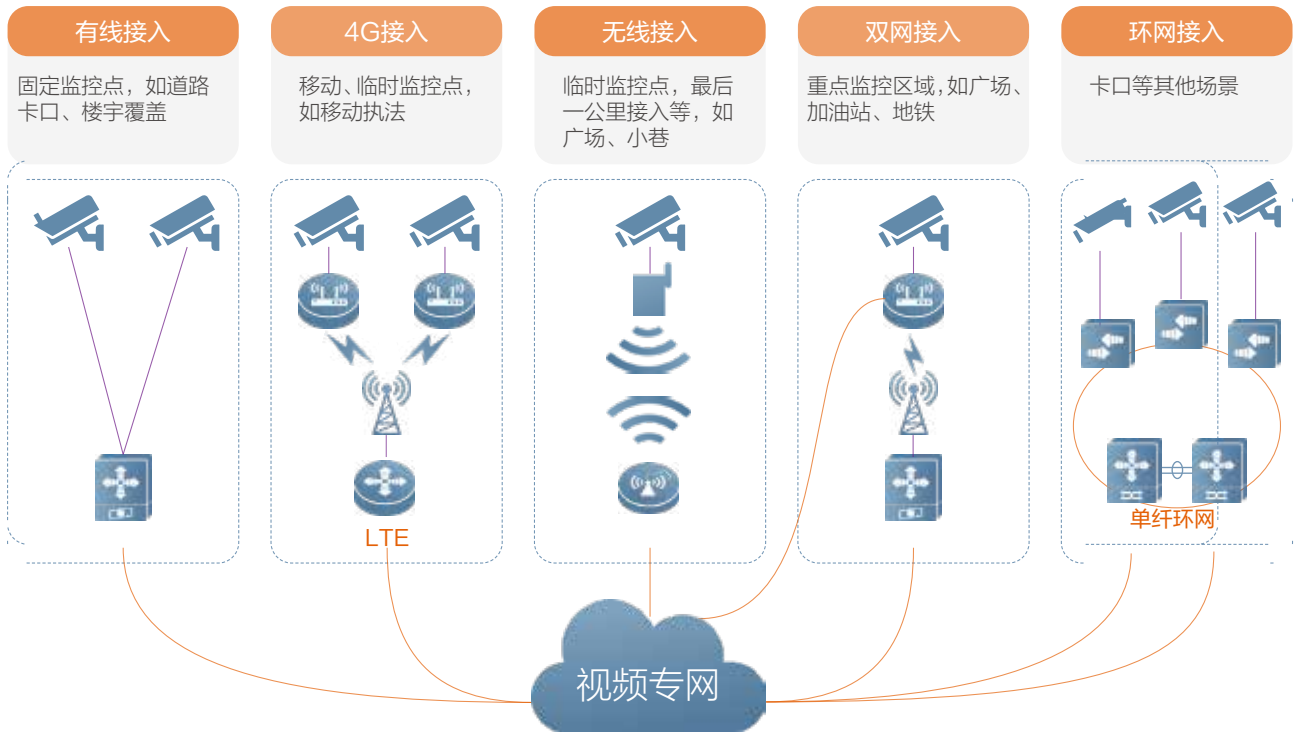 有线接入
固定监控点，如道路
卡口、楼宇覆盖
4G接入
移动、临时监控点，
如移动执法
无线接入
临时监控点，最后
一公里接入等，如
广场、小巷
双网接入
重点监控区域，如广场、
加油站、地铁
环网接入
卡口等其他场景
LTE
单纤环网
视频专网